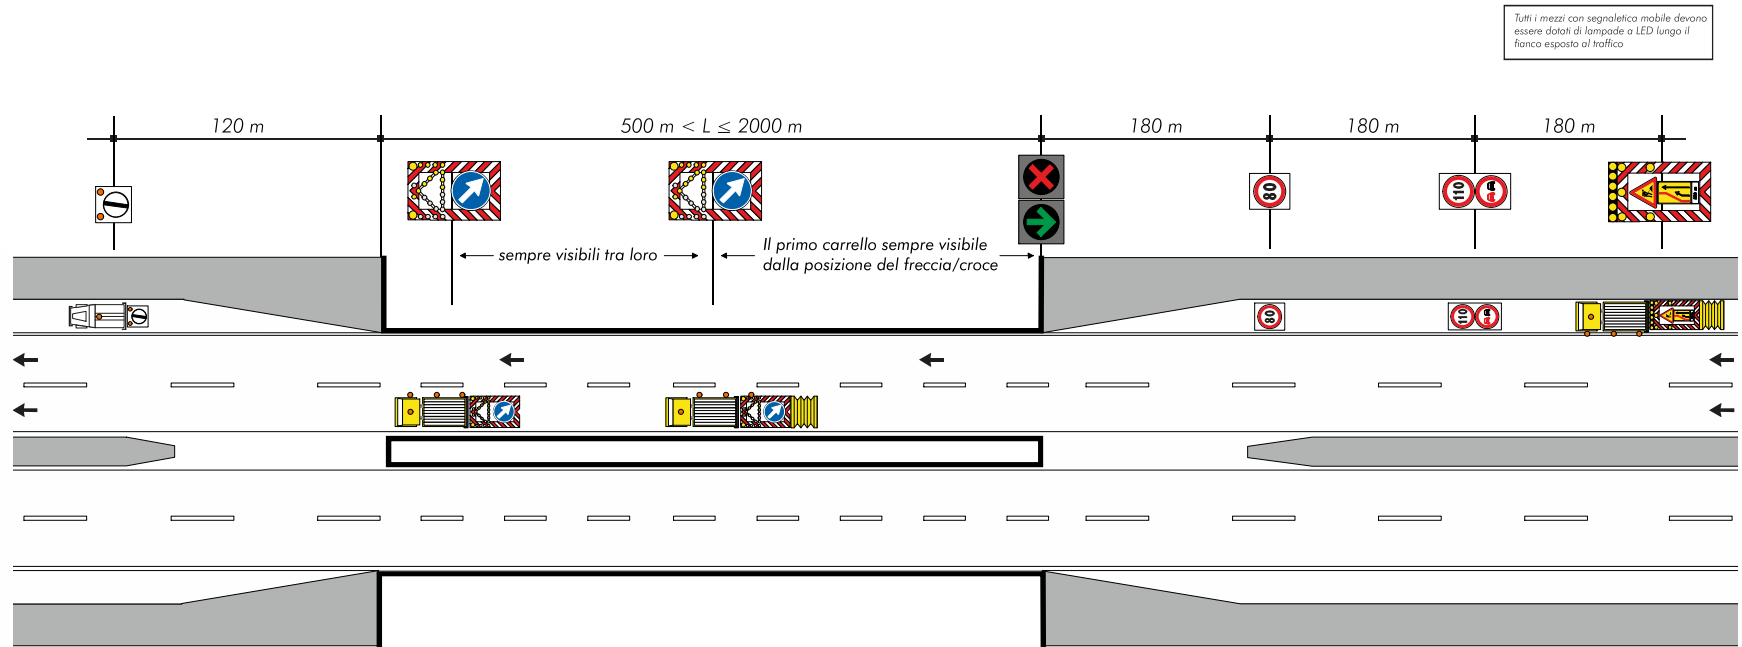 Tutti i mezzi con segnaletica mobile devono
essere dotati di lampade a LED lungo il
fianco esposto al traffico
120 m
500 m < L ≤ 2000 m
180 m
180 m
180 m
80
110
sempre visibili tra loro
Il primo carrello sempre visibile
dalla posizione del freccia/croce
80
110